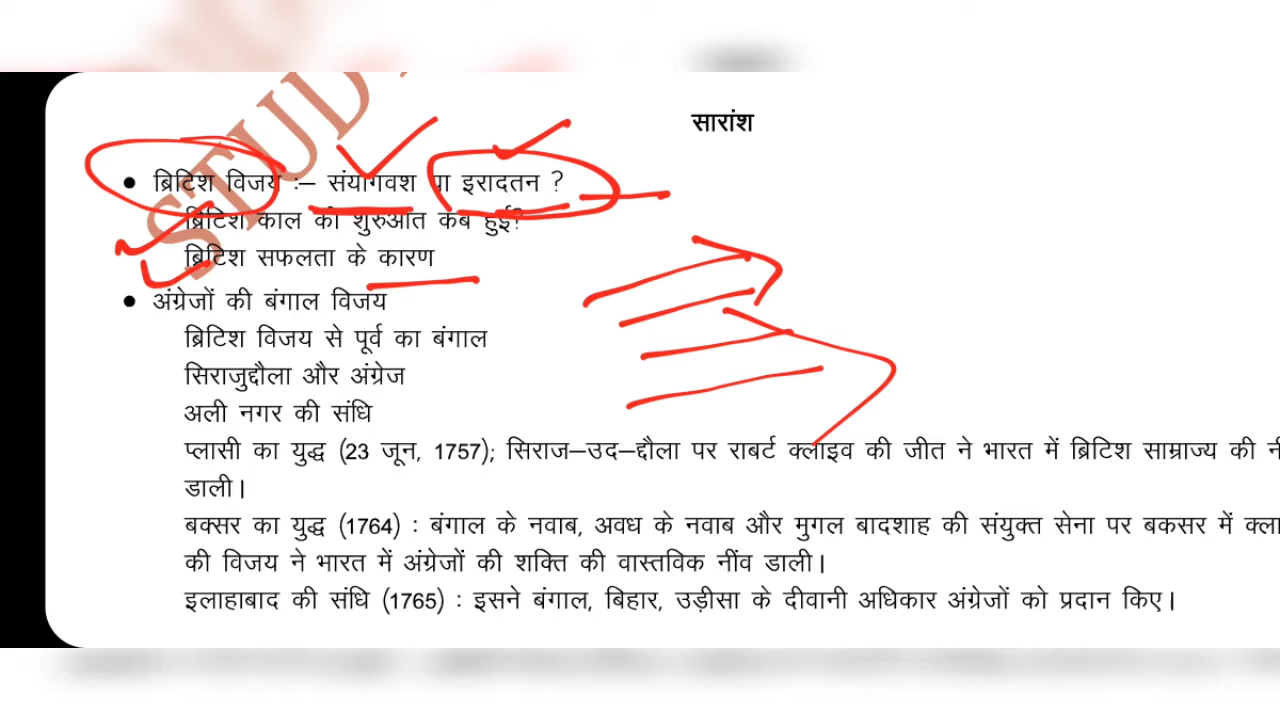 STUD
सारांश
• ब्रिटिश विजय :– संयोगवश या इरादतन ?
ब्रिटिश काल की शुरुआत कब हुई?
ब्रिटिश सफलता के कारण
• अंग्रेजों की बंगाल विजय
ब्रिटिश विजय से पूर्व का बंगाल
सिराजुद्दौला और अंग्रेज
अली नगर की संधि
प्लासी का युद्ध (23 जून, 1757); सिराज–उद–द्दौला पर राबर्ट क्लाइव की जीत ने भारत में ब्रिटिश साम्राज्य की
डाली।
बक्सर का युद्ध (1764) : बंगाल के नवाब, अवध के नवाब और मुगल बादशाह की संयुक्त सेना पर बकसर में
की विजय ने भारत में अंग्रेजों की शक्ति की वास्तविक नींव डाली।
इलाहाबाद की संधि (1765) : इसने बंगाल, बिहार, उड़ीसा के दीवानी अधिकार अंग्रेजों को प्रदान किए।